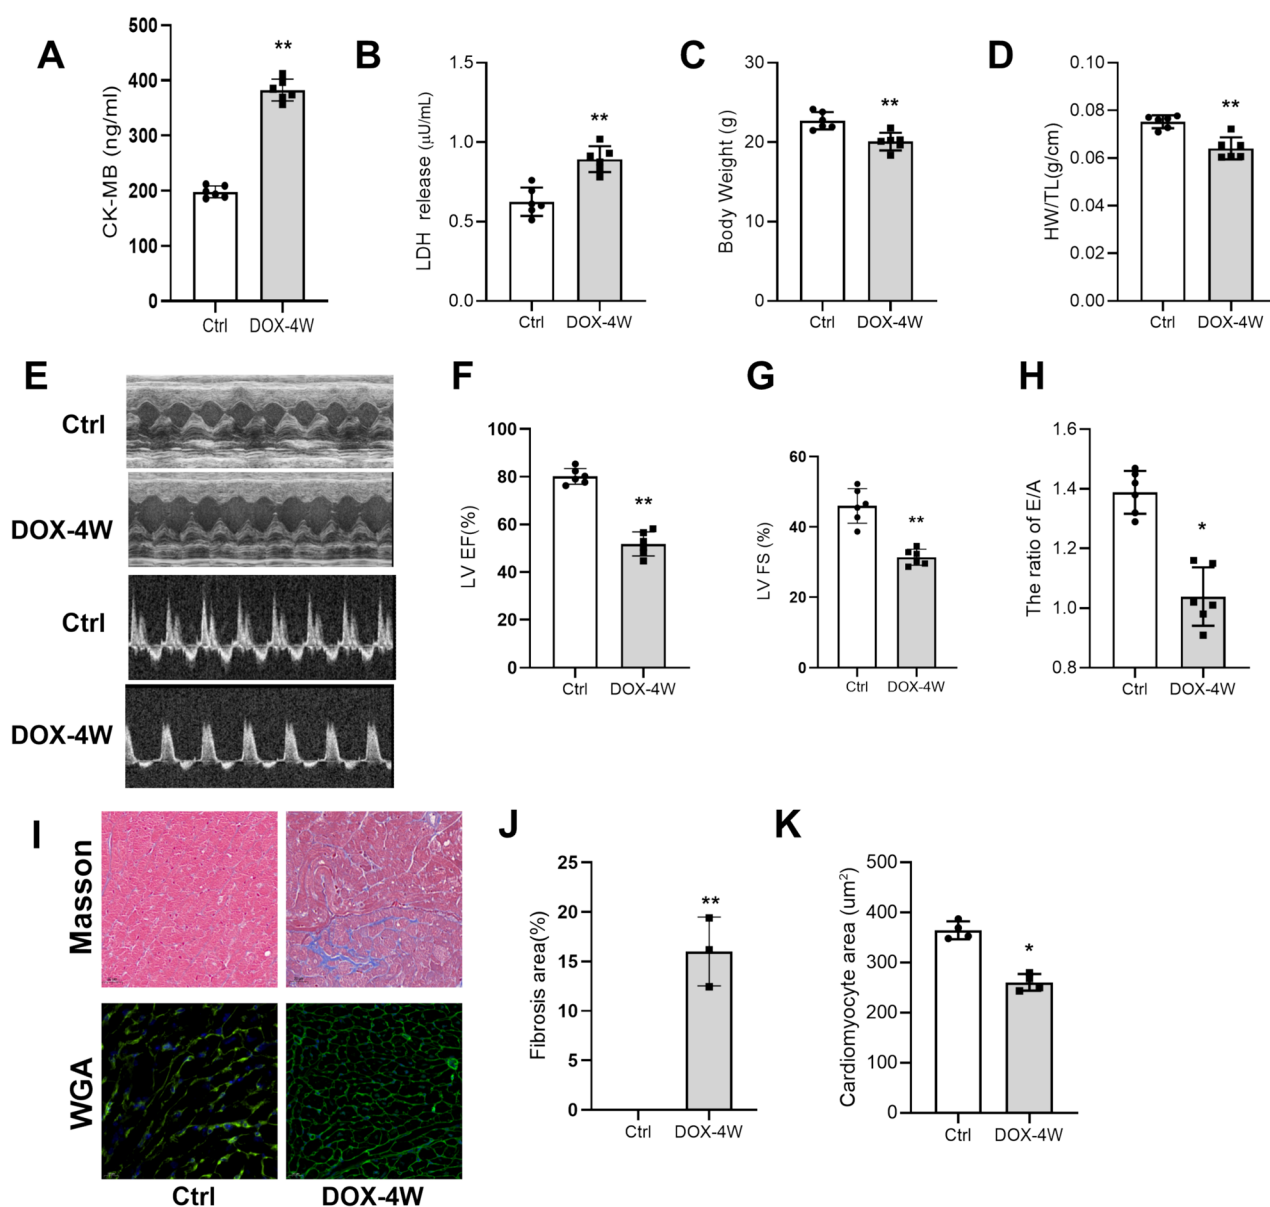 A
CK-MB (ng/ml)
500
400
300
200
100
0
**
Ctrl DOX-4W
B
LDH release (μU/mL)
1.5
1.0
0.5
0.0
**
Ctrl DOX-4W
C
Body Weight (g)
30
20
10
0
**
Ctrl DOX-4W
D
HW/TL(g/cm)
0.10
0.08
0.06
0.04
0.02
0.00
**
Ctrl DOX-4W
E
Ctrl
DOX-4W
Ctrl
DOX-4W
F
LV EF(%)
100
80
60
40
20
0
**
Ctrl DOX-4W
G
LV FS (%)
60
40
20
0
**
Ctrl DOX-4W
H
The ratio of E/A
1.6
1.4
1.2
1.0
0.8
*
Ctrl DOX-4W
I
Masson
WGA
Ctrl DOX-4W
J
Fibrosis area(%)
25
20
15
10
5
0
**
Ctrl DOX-4W
K
Cardiomyocyte area (um²)
500
400
300
200
100
0
*
Ctrl DOX-4W